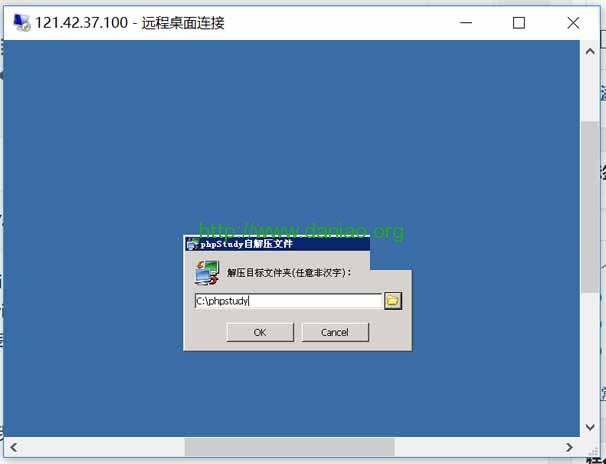 121.42.37.100 - 远程桌面连接
http://www.daniao.org
phpStudy自解压文件
解压目标文件夹(任意非汉字):
C:\phpstudy
OK
Cancel